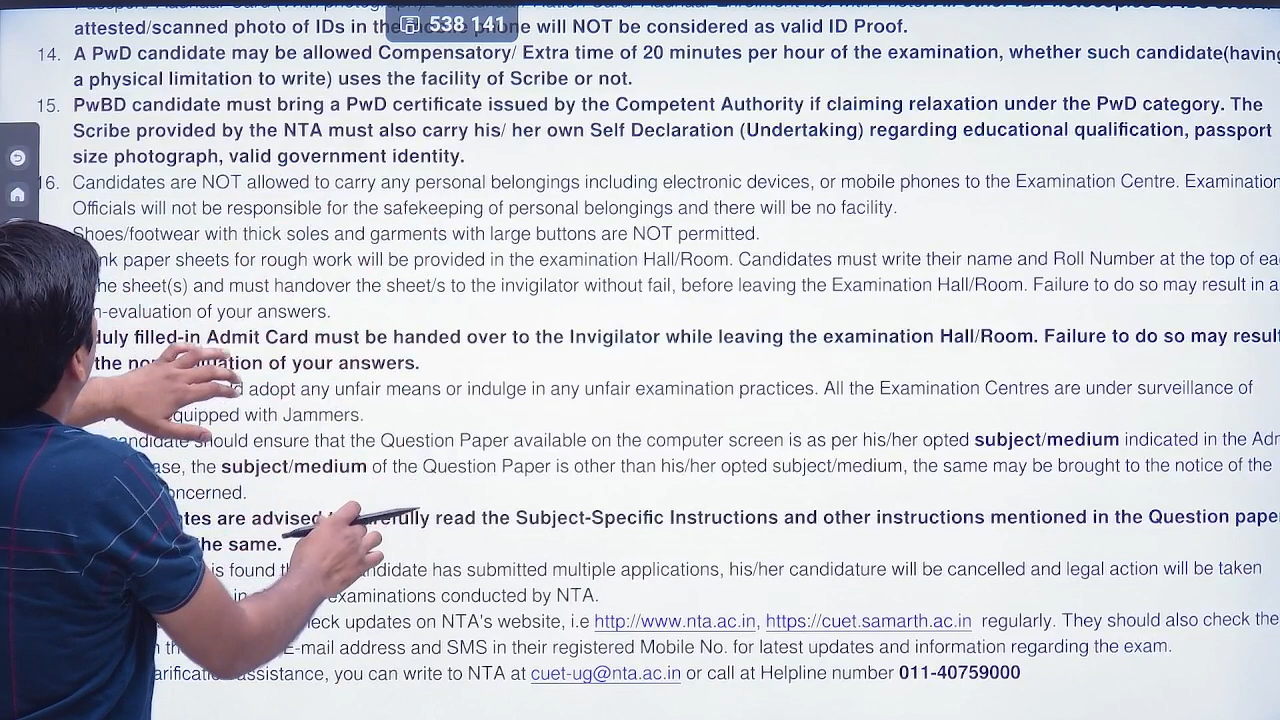 attested/scanned photo of IDs in the phone will NOT be considered as valid ID Proof.
538 141
14. A PwD candidate may be allowed Compensatory/ Extra time of 20 minutes per hour of the examination, whether such candidate(having
a physical limitation to write) uses the facility of Scribe or not.
15. PwBD candidate must bring a PwD certificate issued by the Competent Authority if claiming relaxation under the PwD category. The
Scribe provided by the NTA must also carry his/ her own Self Declaration (Undertaking) regarding educational qualification, passport
size photograph, valid government identity.
16. Candidates are NOT allowed to carry any personal belongings including electronic devices, or mobile phones to the Examination Centre. Examination
Officials will not be responsible for the safekeeping of personal belongings and there will be no facility.
Shoes/footwear with thick soles and garments with large buttons are NOT permitted.
paper sheets for rough work will be provided in the examination Hall/Room. Candidates must write their name and Roll Number at the top of
he sheet(s) and must handover the sheet/s to the invigilator without fail, before leaving the Examination Hall/Room. Failure to do so may result in
n-evaluation of your answers.
duly filled-in Admit Card must be handed over to the Invigilator while leaving the examination Hall/Room. Failure to do so may result
the of your answers.
adopt any unfair means or indulge in any unfair examination practices. All the Examination Centres are under surveillance of
equipped with Jammers.
candidate should ensure that the Question Paper available on the computer screen is as per his/her opted subject/medium indicated in the
ase, the subject/medium of the Question Paper is other than his/her opted subject/medium, the same may be brought to the notice of the
oncerned.
tes are advised read the Subject-Specific Instructions and other instructions mentioned in the Question paper
he same.
is found candidate has submitted multiple applications, his/her candidature will be cancelled and legal action will be taken
in examinations conducted by NTA.
eck updates on NTA's website, i.e http://www.nta.ac.in, https://cuet.samarth.ac.in regularly. They should also check the
E-mail address and SMS in their registered Mobile No. for latest updates and information regarding the exam.
assistance, you can write to NTA at cuet-ug@nta.ac.in or call at Helpline number 011-40759000